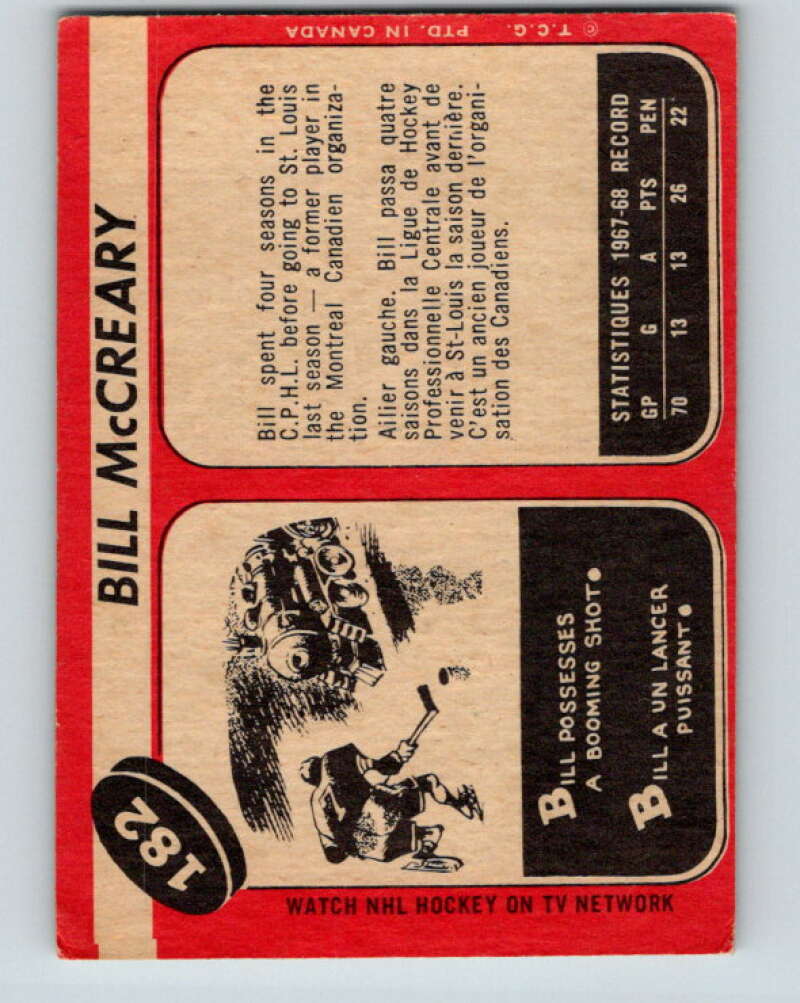 182
BILL McCREARY
BILL POSSESSES
A BOOMING SHOT.
BILL A UN LANCER
PUISSANT.
WATCH NHL HOCKEY ON TV NETWORK
Bill spent four seasons in the
C.P.H.L. before going to St. Louis
last season — a former player in
the Montreal Canadien organiza-
tion.
Ailier gauche, Bill passa quatre
saisons dans la Ligue de Hockey
Professionnelle Centrale avant de
venir à St-Louis la saison dernière.
C'est un ancien joueur de l'organi-
sation des Canadiens.
STATISTIQUES 1967-68 RECORD
GP G A PTS PEN
70 13 13 26 22
© T.C.G. PTD. IN CANADA